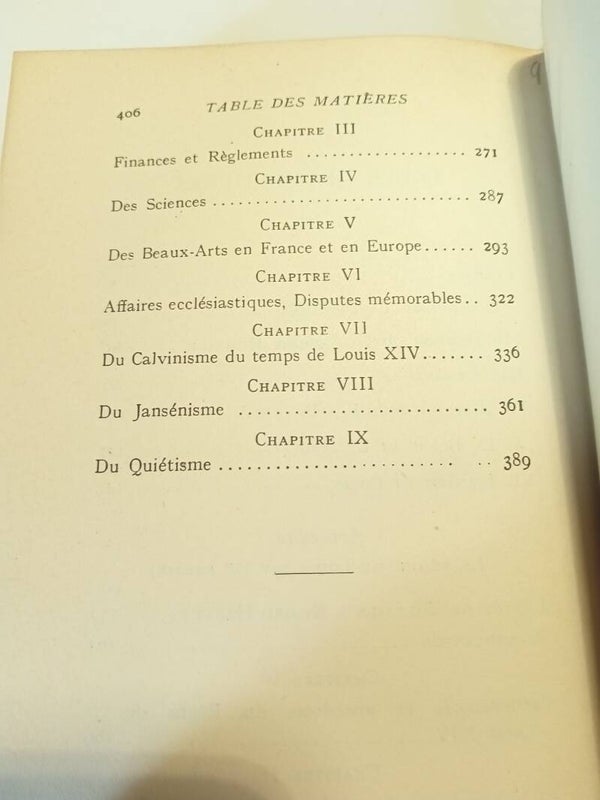 406 TABLE DES MATIÈRES
CHAPITRE III
Finances et Règlements .................. 271
CHAPITRE IV
Des Sciences .............................. 287
CHAPITRE V
Des Beaux-Arts en France et en Europe...... 293
CHAPITRE VI
Affaires ecclésiastiques, Disputes mémorables.. 322
CHAPITRE VII
Du Calvinisme du temps de Louis XIV....... 336
CHAPITRE VIII
Du Jansénisme .......................... 361
CHAPITRE IX
Du Quiétisme ........................ .. 389